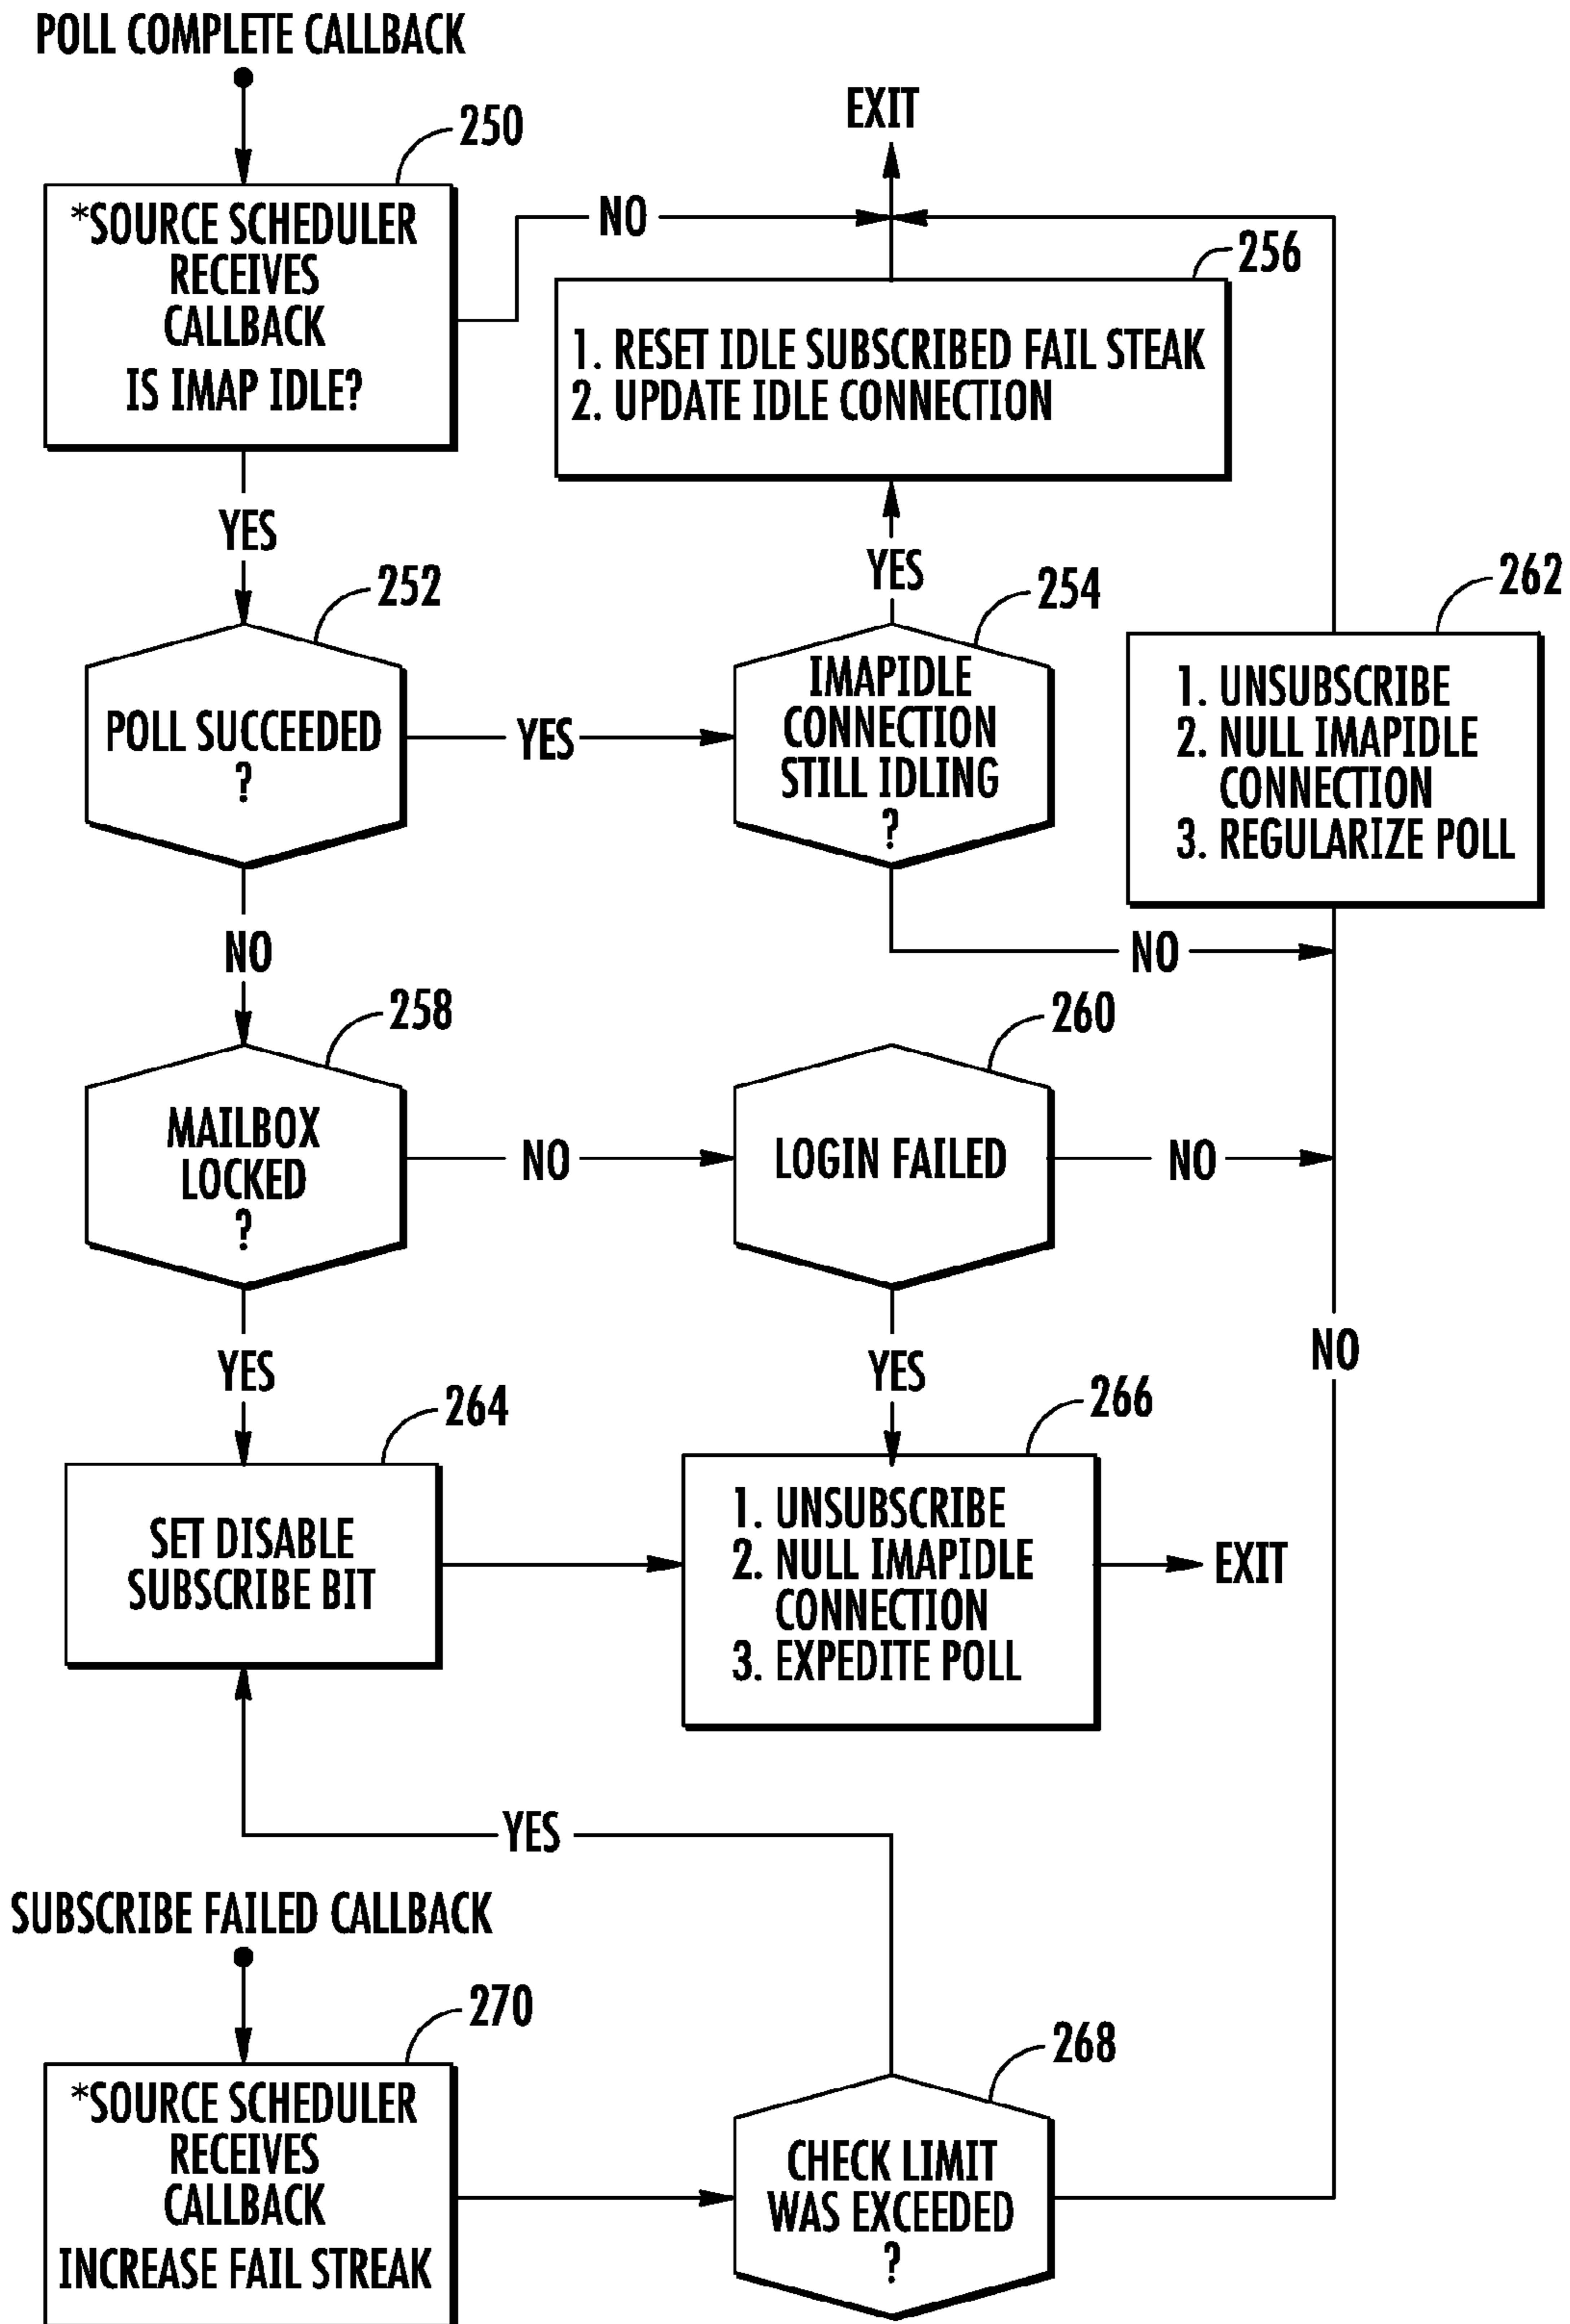 POLL COMPLETE CALLBACK
250
*SOURCE SCHEDULER
RECEIVES
CALLBACK
IS IMAP IDLE?
NO
EXIT
256
1. RESET IDLE SUBSCRIBED FAIL STEAK
2. UPDATE IDLE CONNECTION
YES
252
POLL SUCCEEDED
?
YES
YES
254
IMAPIDLE
CONNECTION
STILL IDLING
?
262
1. UNSUBSCRIBE
2. NULL IMAPIDLE
CONNECTION
3. REGULARIZE POLL
NO
NO
258
MAILBOX
LOCKED
?
NO
260
LOGIN FAILED
NO
YES
YES
NO
264
SET DISABLE
SUBSCRIBE BIT
266
1. UNSUBSCRIBE
2. NULL IMAPIDLE
CONNECTION
3. EXPEDITE POLL
EXIT
YES
SUBSCRIBE FAILED CALLBACK
270
*SOURCE SCHEDULER
RECEIVES
CALLBACK
INCREASE FAIL STREAK
268
CHECK LIMIT
WAS EXCEEDED
?